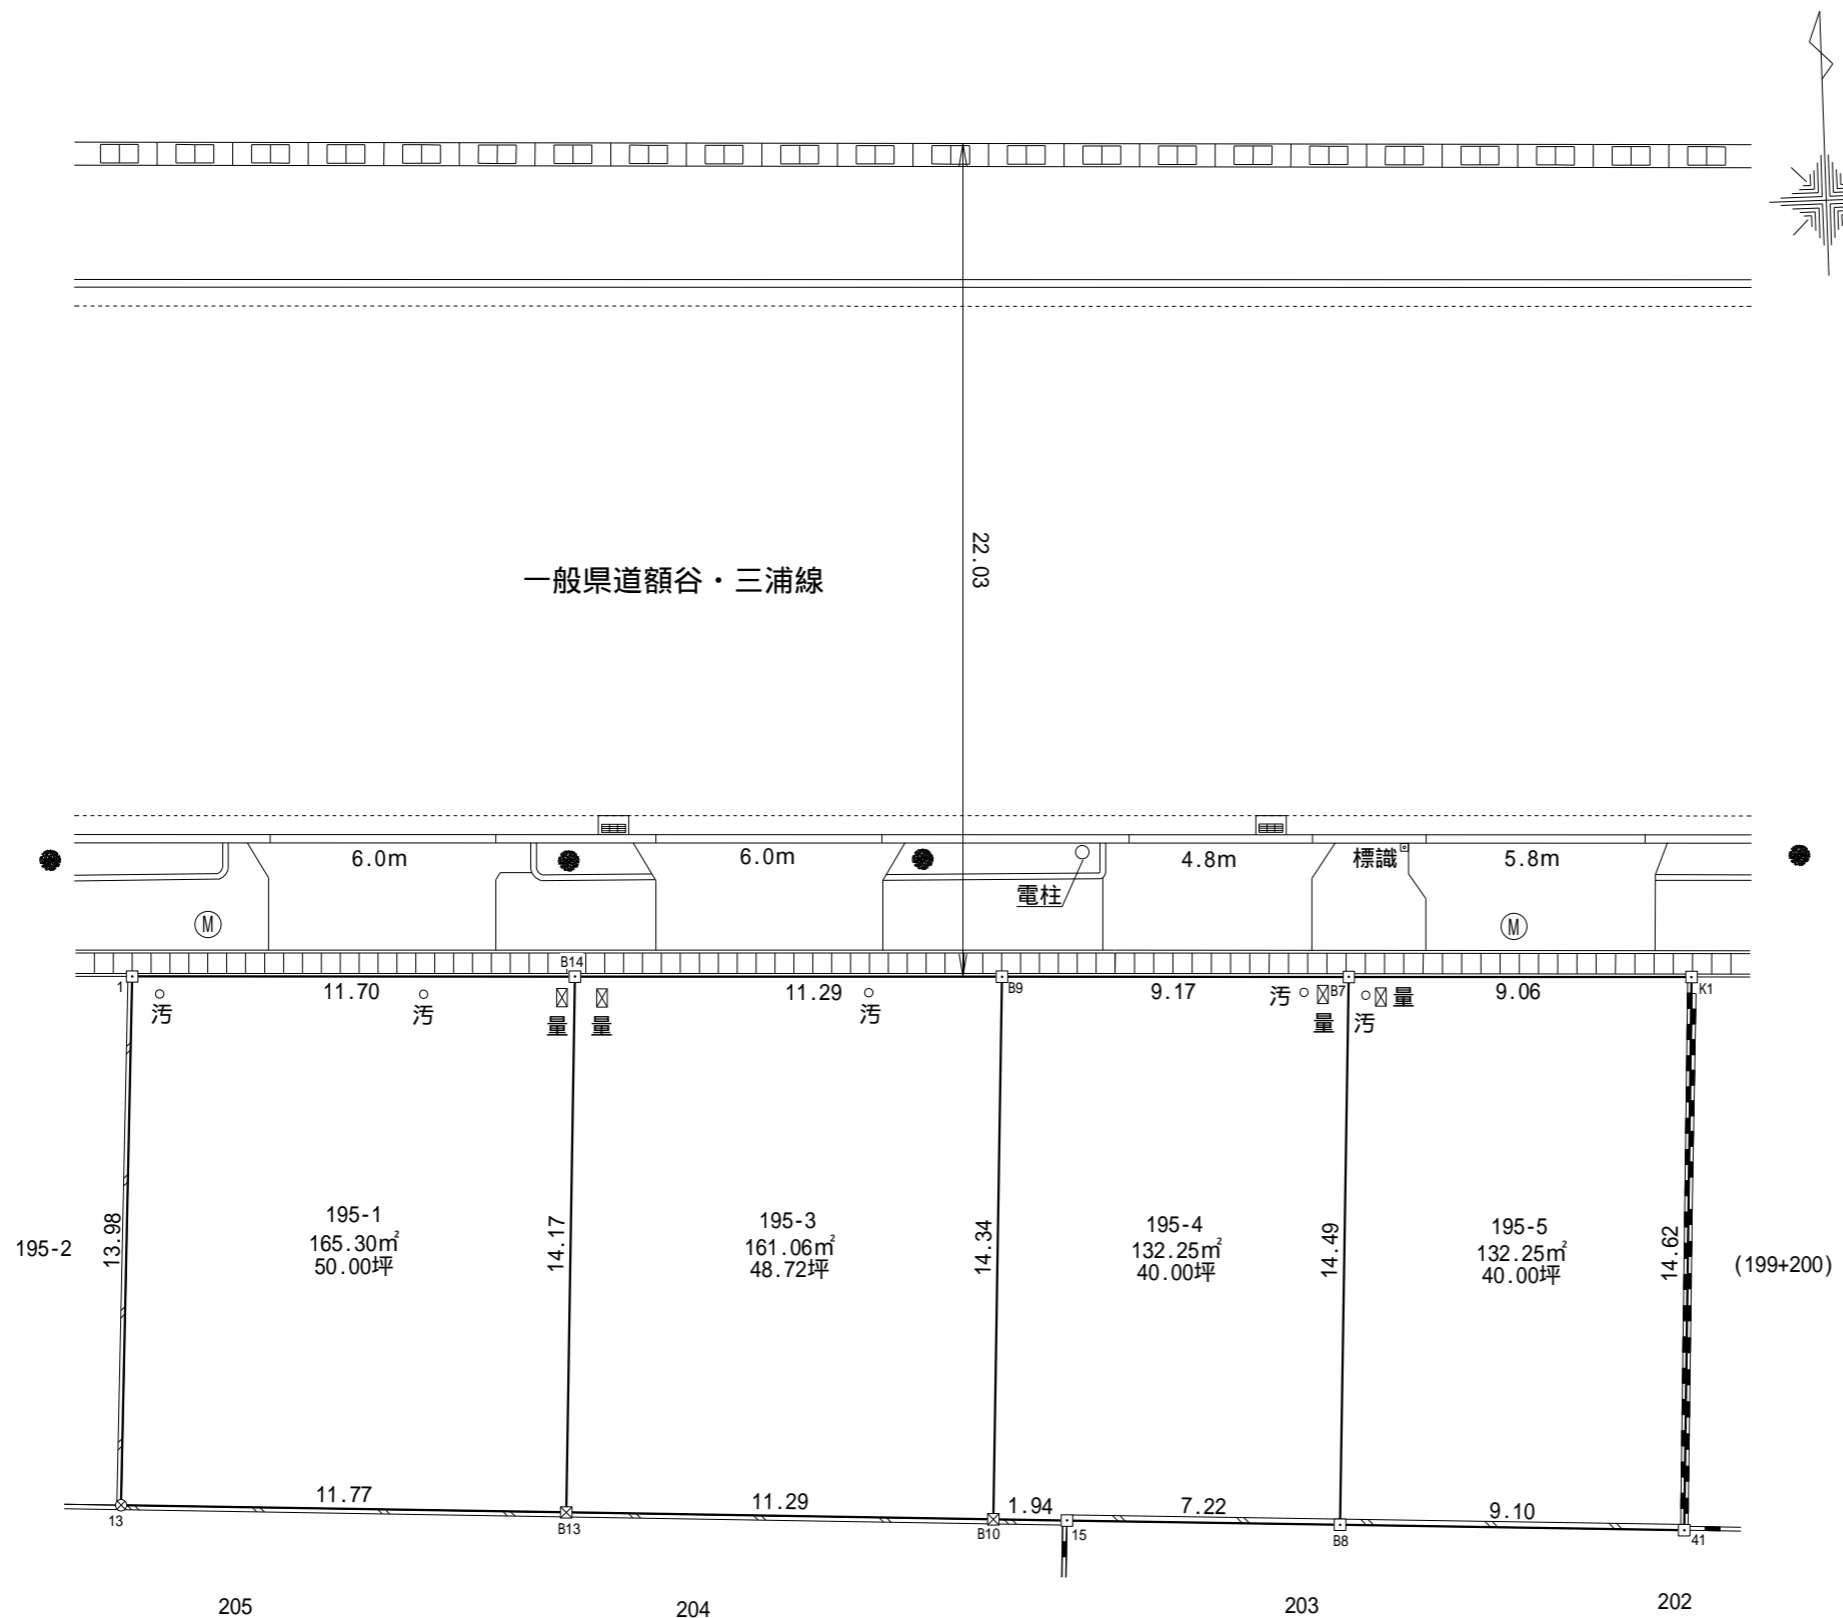 22.03
一般県道額谷・三浦線
6.0m
6.0m
4.8m
標識
5.8m
電柱
M
M
B14
1
11.70
11.29
B9
9.17
B7
9.06
K1
汚
汚
量
量
汚
汚
量
汚
量
195-2
13.98
195-1
165.30㎡
50.00坪
14.17
195-3
161.06㎡
48.72坪
14.34
195-4
132.25㎡
40.00坪
14.49
195-5
132.25㎡
40.00坪
14.62
(199+200)
11.77
11.29
1.94
7.22
9.10
13
B13
B10
15
B8
41
205
204
203
202